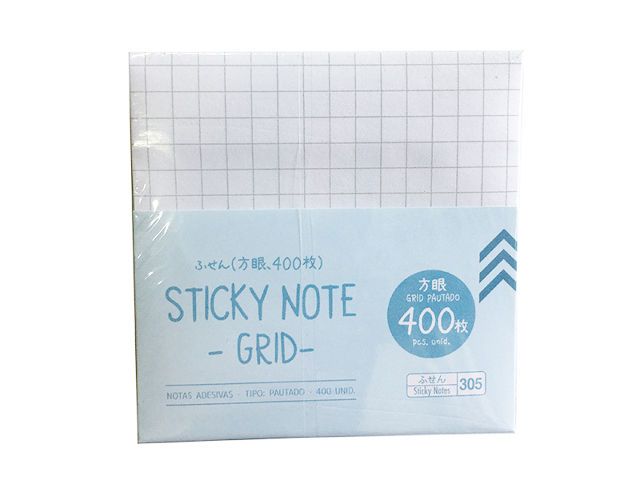 ふせん(方眼、400枚)
STICKY NOTE
- GRID-
NOTAS ADESIVAS · TIPO: PAUTADO · 400 UNID.
方眼
GRID PAUTADO
400枚
pcs. unid.
ふせん
Sticky Notes
305